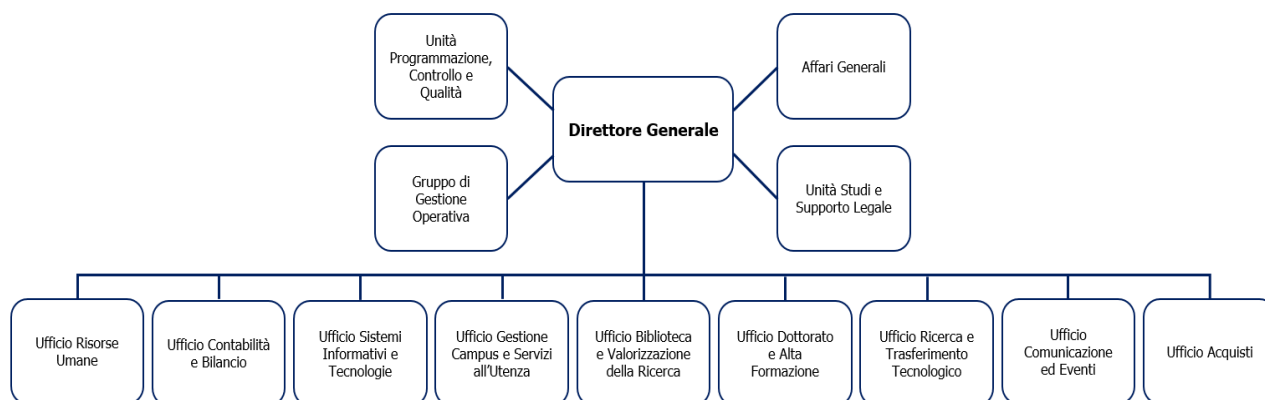 Unità
Programmazione,
Controllo e
Qualità
Affari Generali
Direttore Generale
Gruppo di
Gestione
Operativa
Unità Studi e
Supporto Legale
Ufficio Risorse
Umane
Ufficio Contabilità
e Bilancio
Ufficio Sistemi
Informativi e
Tecnologie
Ufficio Gestione
Campus e Servizi
all'Utenza
Ufficio Biblioteca
e Valorizzazione
della Ricerca
Ufficio Dottorato
e Alta
Formazione
Ufficio Ricerca e
Trasferimento
Tecnologico
Ufficio
Comunicazione
ed Eventi
Ufficio Acquisti